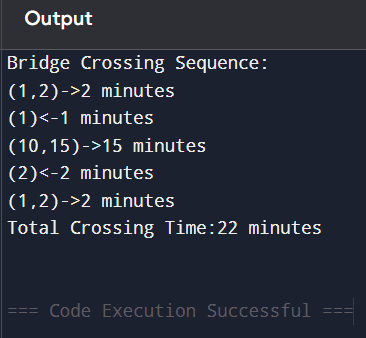 Output
Bridge Crossing Sequence:
(1,2)->2 minutes
(1)<-1 minutes
(10,15)->15 minutes
(2)<-2 minutes
(1,2)->2 minutes
Total Crossing Time:22 minutes
=== Code Execution Successful ===